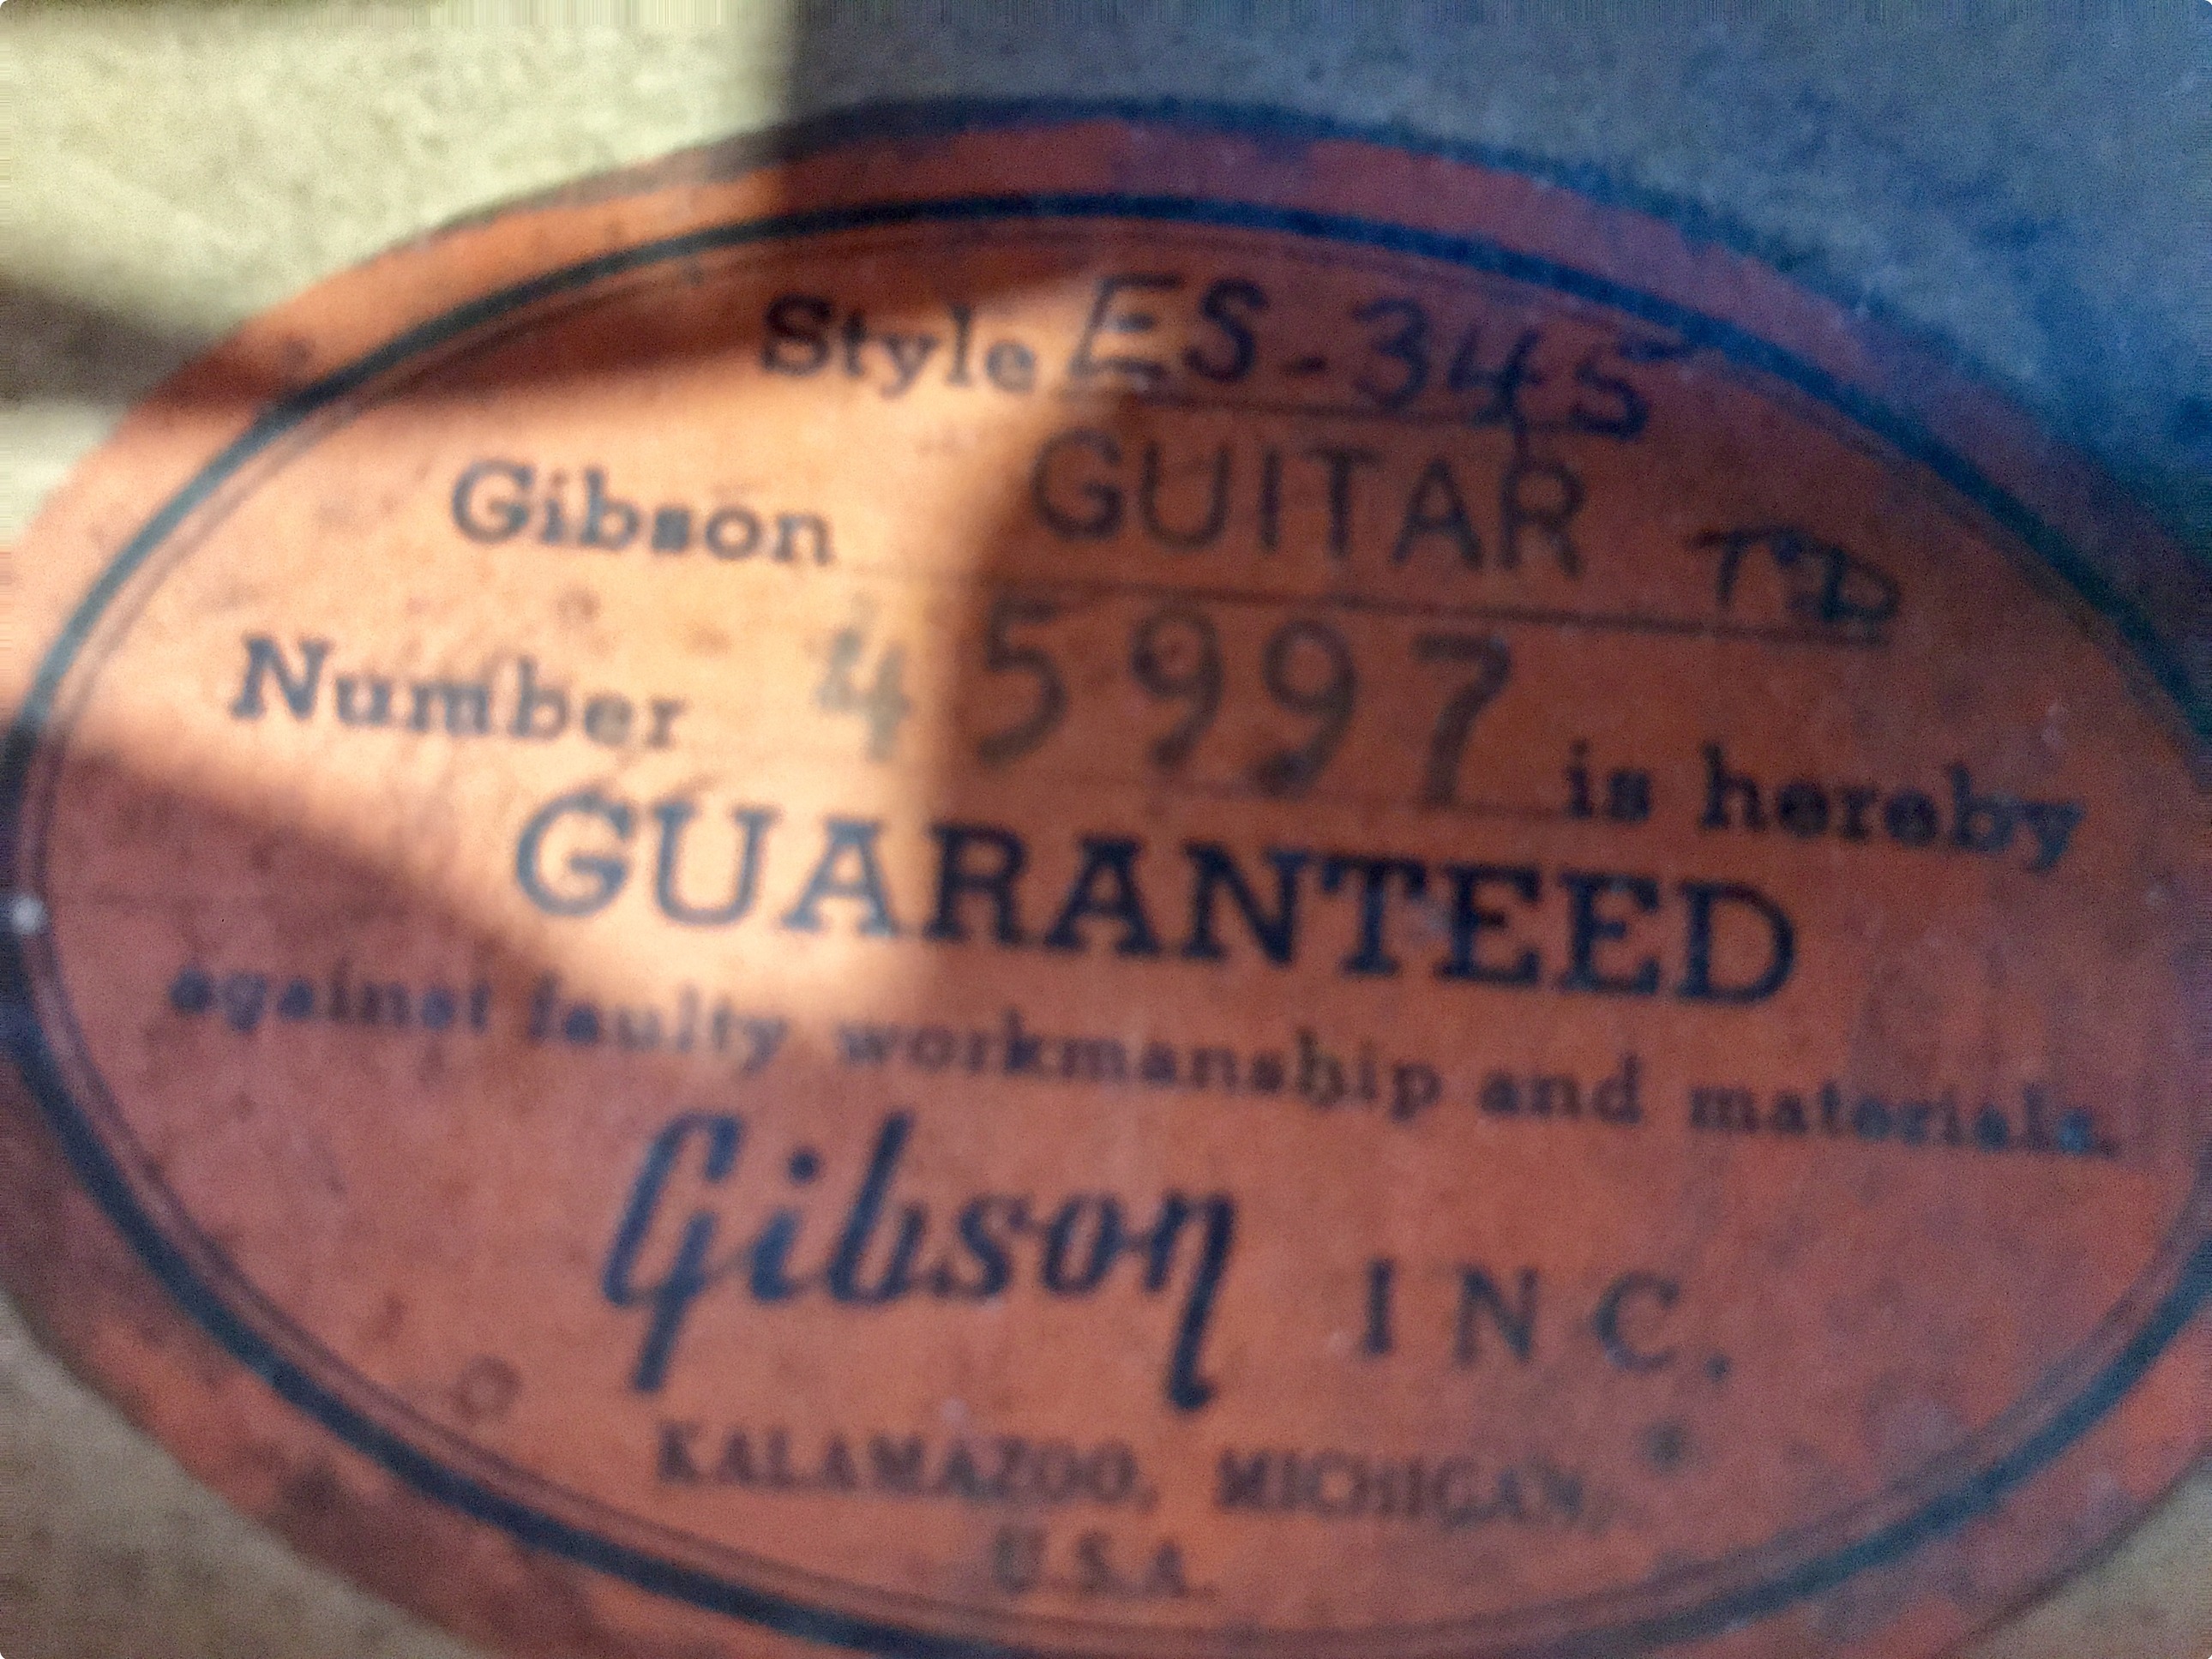 Style ES-345
Gibson GUITAR TD
Number 45997 is hereby
GUARANTEED
against faulty workmanship and materials.
Gibson INC.
KALAMAZOO, MICHIGAN,
U.S.A.